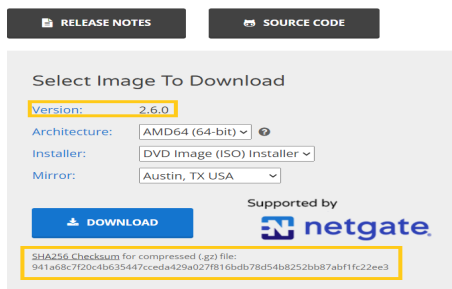 RELEASE NOTES
SOURCE CODE
Select Image To Download
Version: 2.6.0
Architecture: AMD64 (64-bit)
Installer: DVD Image (ISO) Installer
Mirror: Austin, TX USA
Supported by
DOWNLOAD
netgate
SHA256 Checksum for compressed (.gz) file:
941a68c7f20c4b635447cceda429a027f816bdb78d54b8252bb87abf1fc22ee3